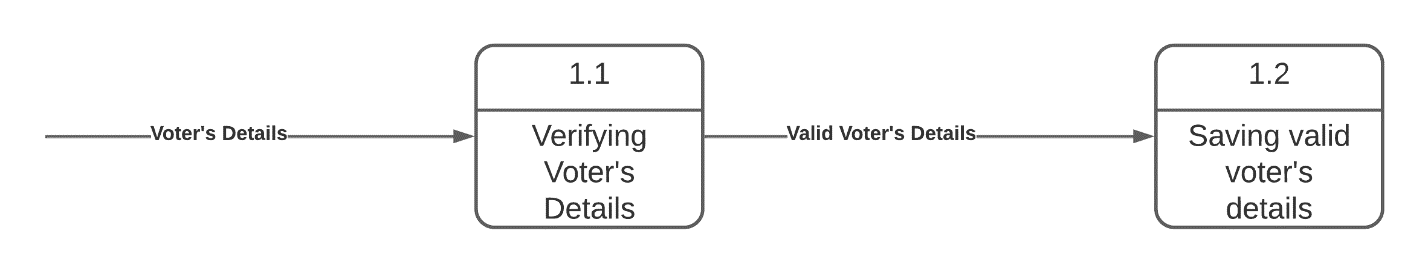 Voter's Details
1.1
Verifying
Voter's
Details
Valid Voter's Details
1.2
Saving valid
voter's
details